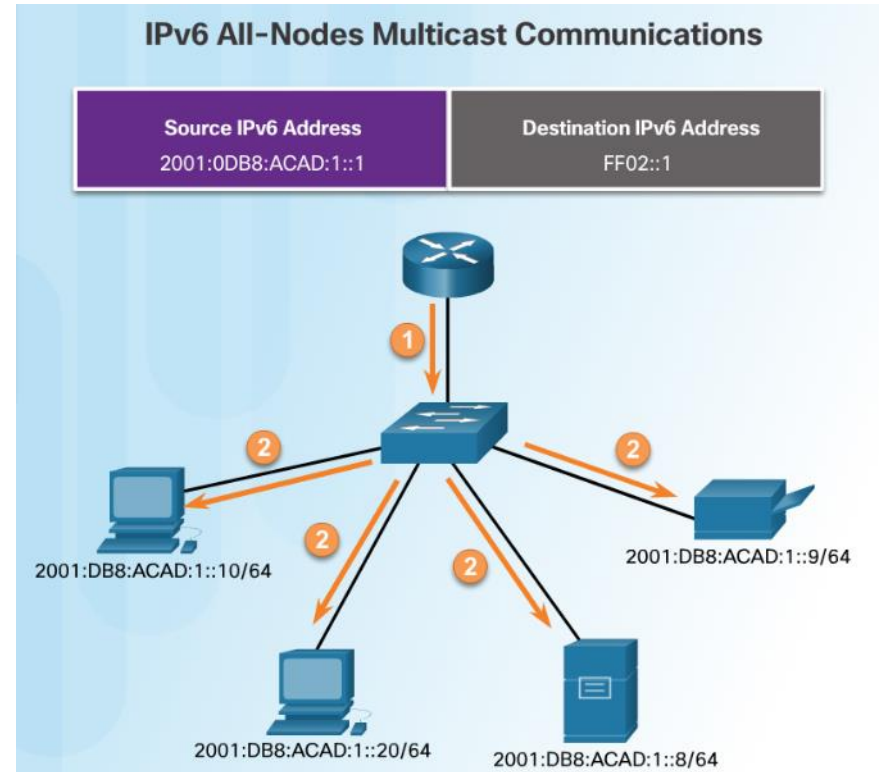 IPv6 All-Nodes Multicast Communications
Source IPv6 Address
2001:0DB8:ACAD:1::1
Destination IPv6 Address
FF02::1
1
2
2
2
2
2001:DB8:ACAD:1::10/64
2001:DB8:ACAD:1::9/64
2001:DB8:ACAD:1::20/64
2001:DB8:ACAD:1::8/64